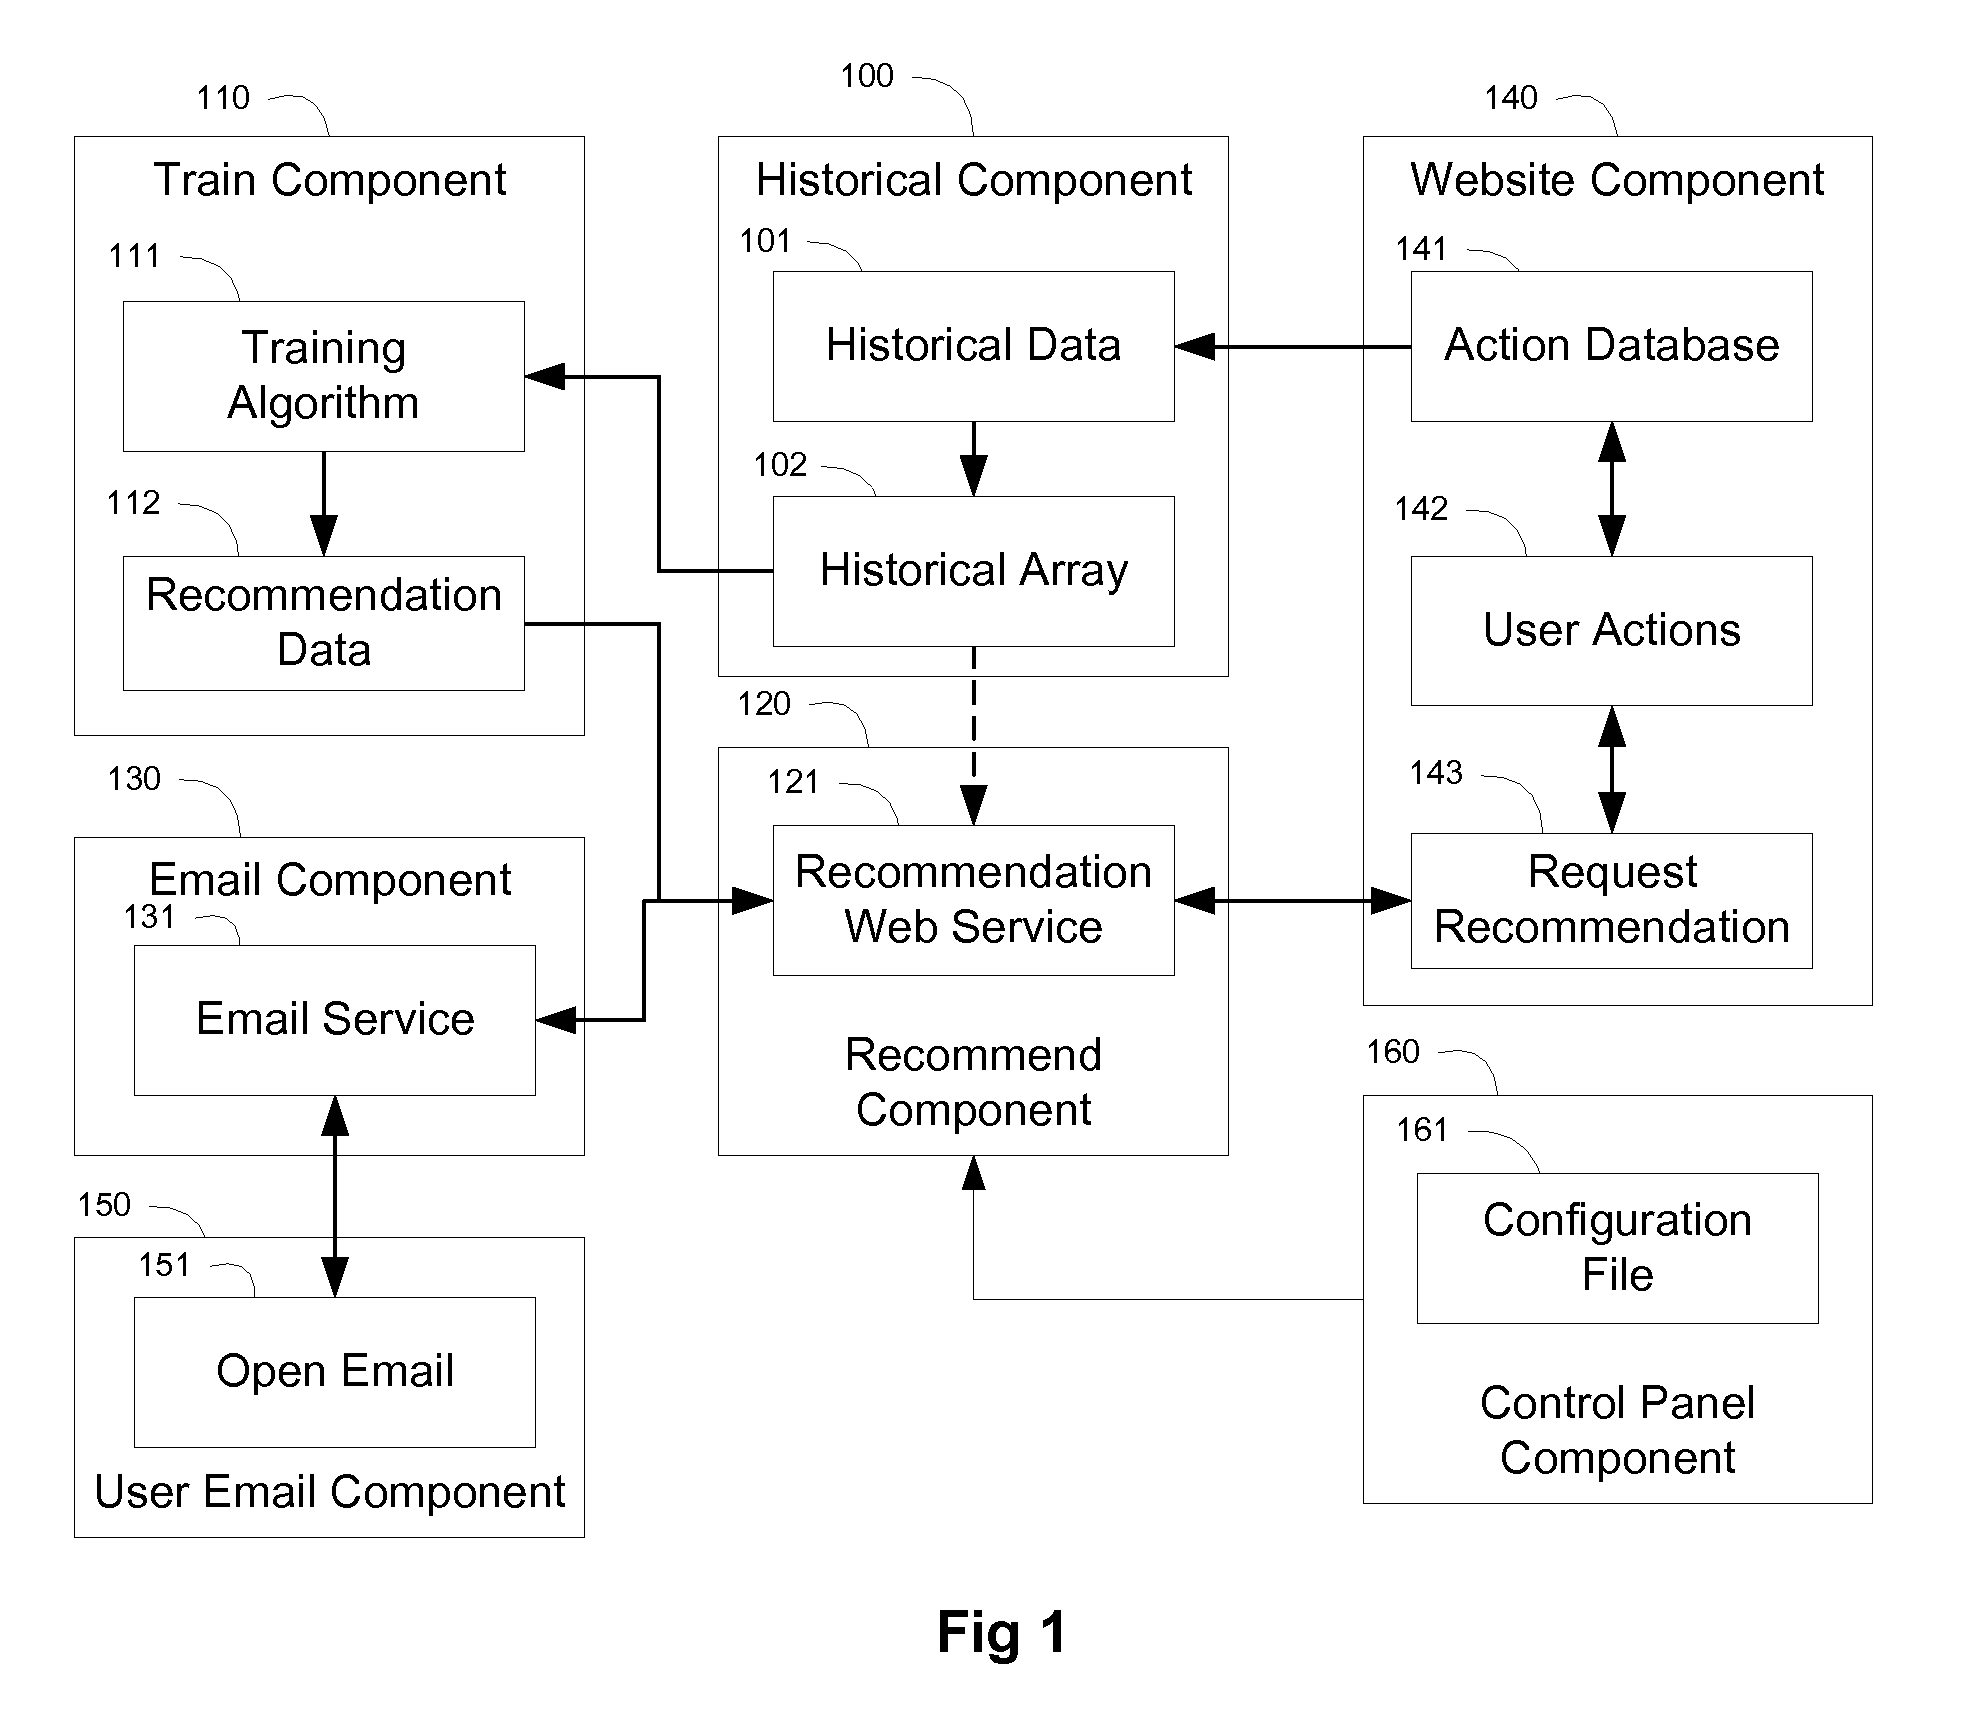 110
Train Component
111
Training
Algorithm
112
Recommendation
Data
100
Historical Component
101
Historical Data
102
Historical Array
140
Website Component
141
Action Database
142
User Actions
143
Request
Recommendation
120
121
Recommendation
Web Service
Recommend
Component
130
Email Component
131
Email Service
150
151
Open Email
User Email Component
160
161
Configuration
File
Control Panel
Component
Fig 1